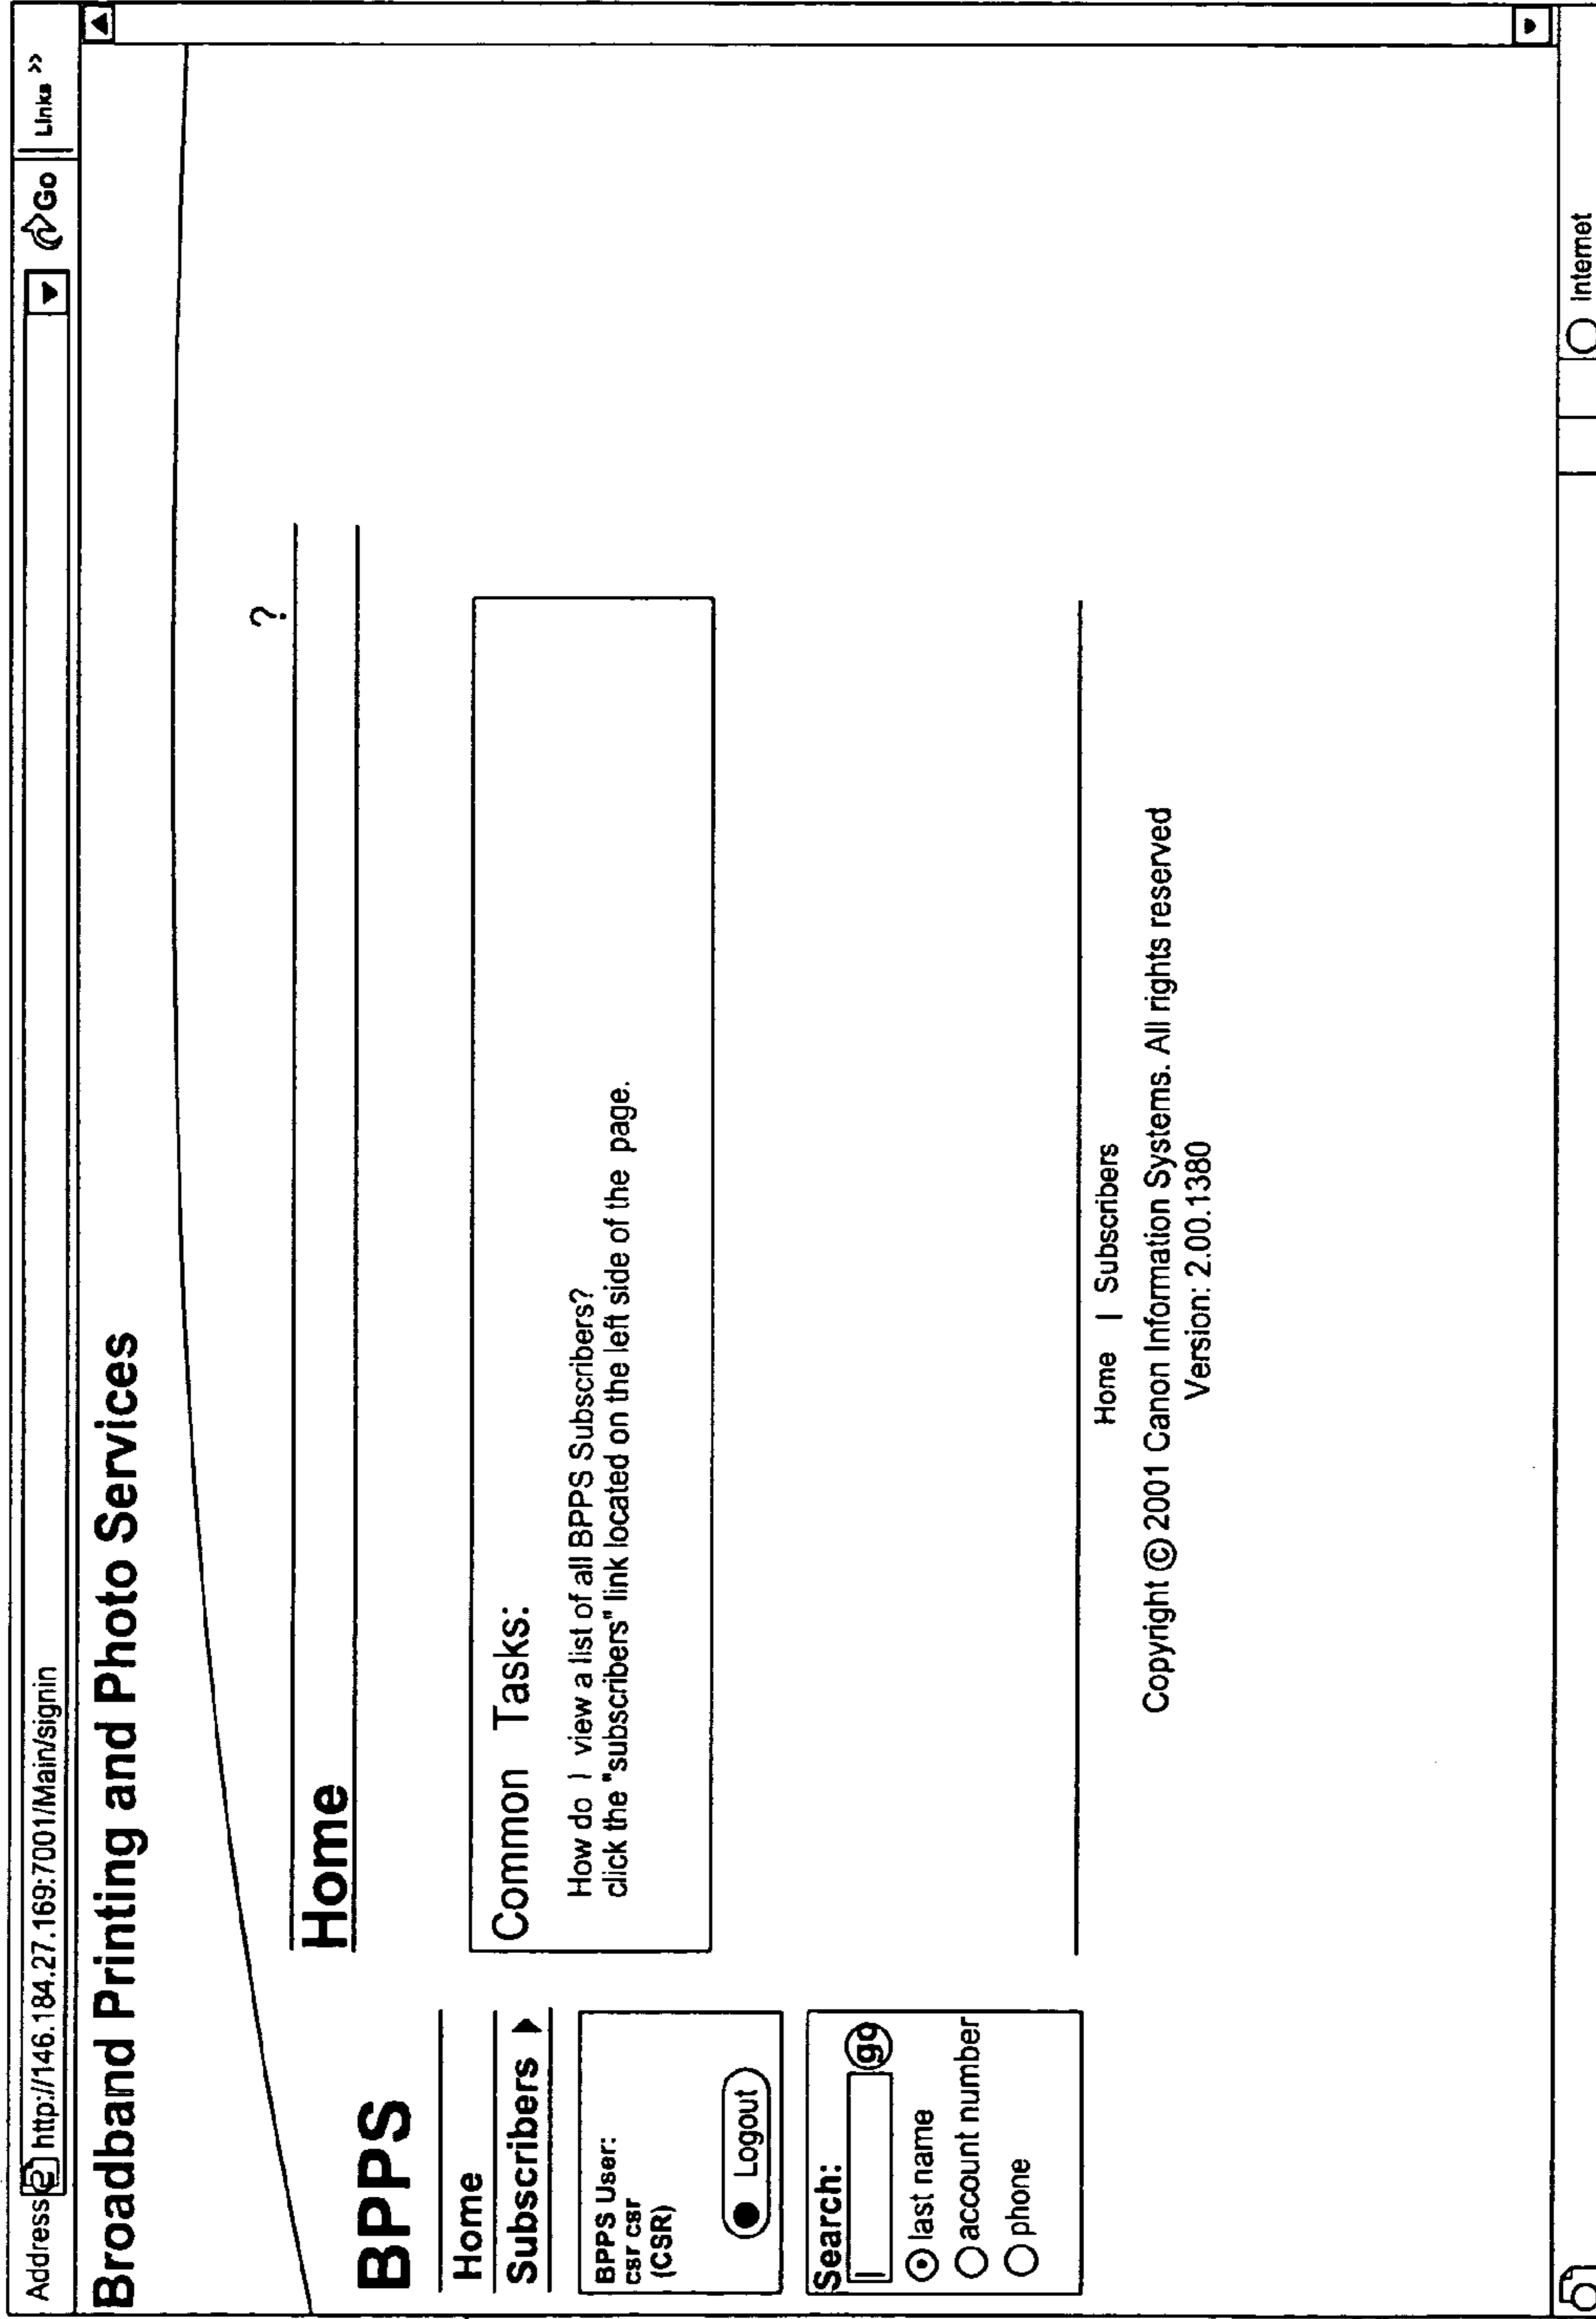 Address http://146.184.27.169:7001/Main/signin Go Links »
Broadband Printing and Photo Services
?
Home
BPPS
Home
Subscribers
BPPS User:
csr csr
(CSR)
Logout
Search:
go
last name
account number
phone
Common Tasks:
How do I view a list of all BPPS Subscribers?
click the "subscribers" link located on the left side of the page.
Home | Subscribers
Copyright © 2001 Canon Information Systems. All rights reserved
Version: 2.00.1380
Internet